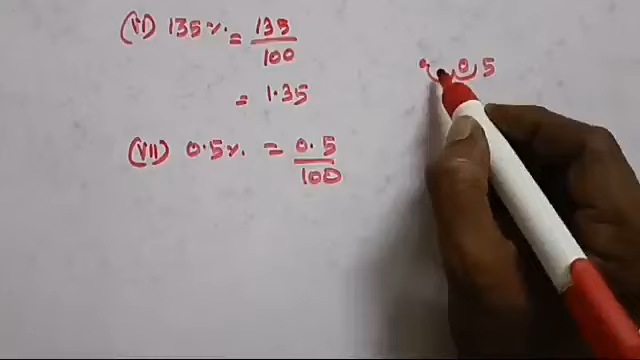 (vi) 135% = 135/100
= 1.35
(vii) 0.5% = 0.5/100
0 5